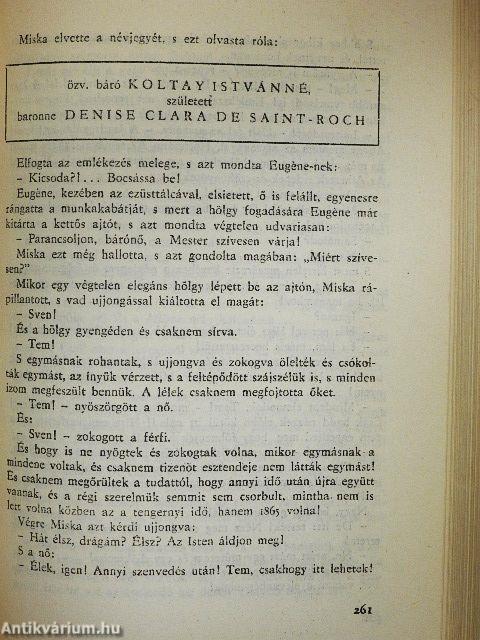 Miska elvette a névjegyét, s ezt olvasta róla:
özv. báró KOLTAY ISTVÁNNÉ,
született
baronne DENISE CLARA DE SAINT-ROCH
Elfogta az emlékezés melege, s azt mondta Eugène-nek:
– Kicsoda?!... Bocsássa be!
Eugène, kezében az ezüsttálcával, elsietett, ő is felállt, egyenesre
rángatta a munkakabátját, s mert a hölgy fogadására Eugène már
kitárta a kettős ajtót, s azt mondta végtelen udvariasan:
– Parancsoljon, bárónő, a Mester szívesen várja!
Miska ezt még hallotta, s azt gondolta magában: „Miért szíve-
sen?"
Mikor egy végtelen elegáns hölgy lépett be az ajtón, Miska rá-
pillantott, s vad ujjongással kiáltotta el magát:
– Sven!
És a hölgy gyengéden és csaknem sírva.
– Tem!
S egymásnak rohantak, s ujjongva és zokogva ölelték és csókol-
ták egymást, az ínyük vérzett, s a feltépődött szájszélük is, s minden
izom megfeszült bennük. A lélek csaknem megfojtotta őket.
– Tem! – nyöszörgött a nő.
És:
– Sven! – zokogott a férfi.
És hogy is ne nyögtek és zokogtak volna, mikor egymásnak a
mindene voltak, és csaknem tizenöt esztendeje nem látták egymást!
És csaknem megőrültek a tudattól, hogy annyi idő után újra együtt
vannak, és a régi szerelmük semmit sem csorbult, mintha nem is
lett volna közben az a tengernyi idő, hanem 1865 volna!
Végre Miska azt kérdi ujjongva:
– Hát élsz, drágám? Élsz? Az Isten áldjon meg!
S a nő:
– Élek, igen! Annyi szenvedés után! Tem, csakhogy itt lehetek!
261
Antikvárium.hu